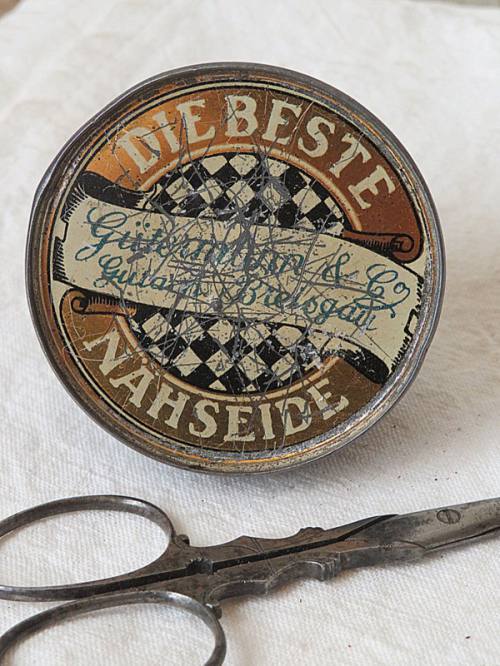 DIE BESTE
Gütermann & Co
Gutach-Breisgau
NÄHSEIDE